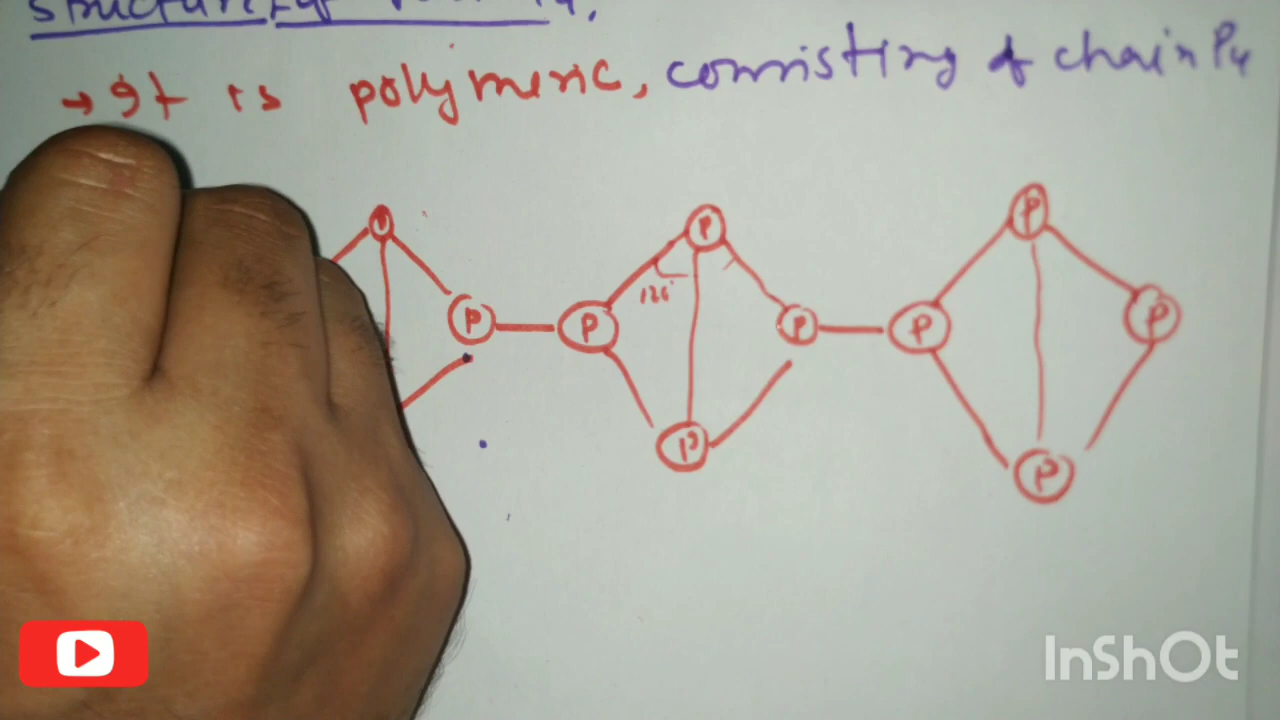 → It is polymeric, consisting of chain P4
P P P
P P P P P
120°
P P
InShOt